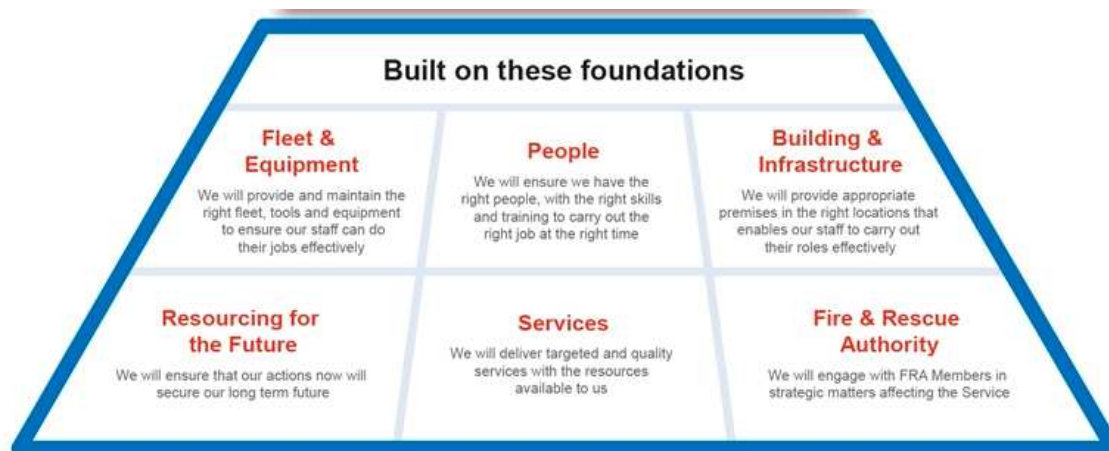 Built on these foundations
Fleet &
Equipment
We will provide and maintain the
right fleet, tools and equipment
to ensure our staff can do
their jobs effectively
People
We will ensure we have the
right people, with the right skills
and training to carry out the
right job at the right time
Building &
Infrastructure
We will provide appropriate
premises in the right locations that
enables our staff to carry out
their roles effectively
Resourcing for
the Future
We will ensure that our actions now will
secure our long term future
Services
We will deliver targeted and quality
services with the resources
available to us
Fire & Rescue
Authority
We will engage with FRA Members in
strategic matters affecting the Service